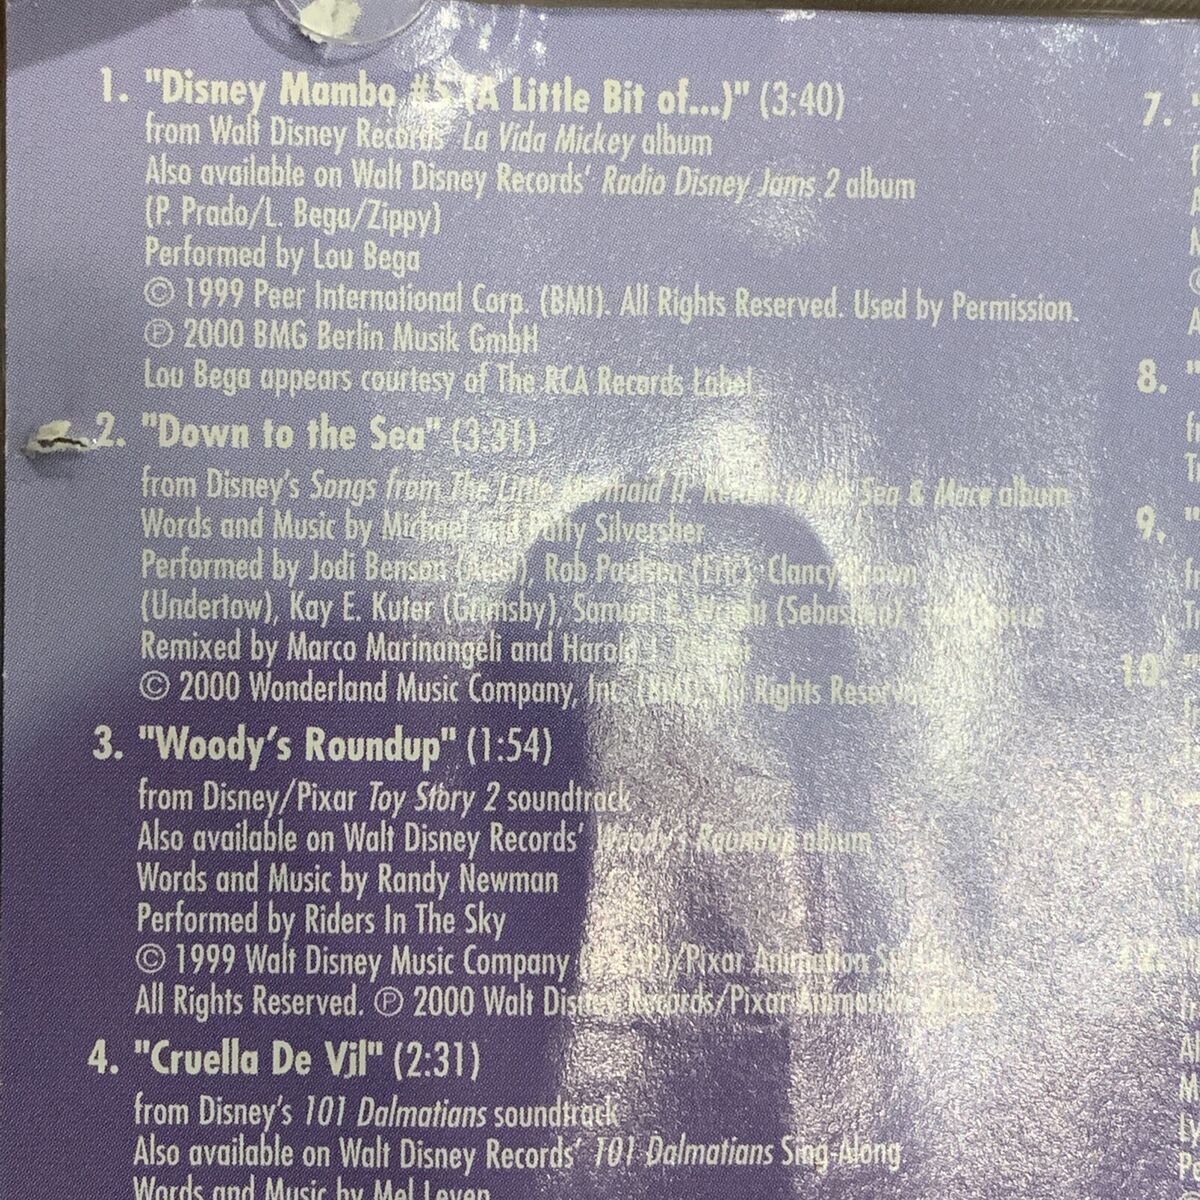 1. "Disney Mambo #5 (A Little Bit of...)" (3:40)
from Walt Disney Records' La Vida Mickey album
Also available on Walt Disney Records' Radio Disney Jams 2 album
(P. Prado/L. Bega/Zippy)
Performed by Lou Bega
© 1999 Peer International Corp. (BMI). All Rights Reserved. Used by Permission.
℗ 2000 BMG Berlin Musik GmbH
Lou Bega appears courtesy of The RCA Records Label
2. "Down to the Sea" (3:31)
from Disney's Songs from The Little Mermaid II: Return to the Sea & More album
Words and Music by Michael and Patty Silversher
Performed by Jodi Benson (Ariel), Rob Paulsen (Eric), Clancy Brown
(Undertow), Kay E. Kuter (Grimsby), Samuel E. Wright (Sebastian), and Chorus
Remixed by Marco Marinangeli and Harold J.
© 2000 Wonderland Music Company, Inc. (BMI). All Rights Reserved.
3. "Woody's Roundup" (1:54)
from Disney/Pixar Toy Story 2 soundtrack
Also available on Walt Disney Records' Woody's Roundup album
Words and Music by Randy Newman
Performed by Riders In The Sky
© 1999 Walt Disney Music Company /Pixar Animation
All Rights Reserved. ℗ 2000 Walt Disney Records/Pixar Animation
4. "Cruella De Vil" (2:31)
from Disney's 101 Dalmatians soundtrack
Also available on Walt Disney Records' 101 Dalmatians Sing-Along
Words and Music by Mel Leven
7. "
8. "
9. "
10. "
11.
12.